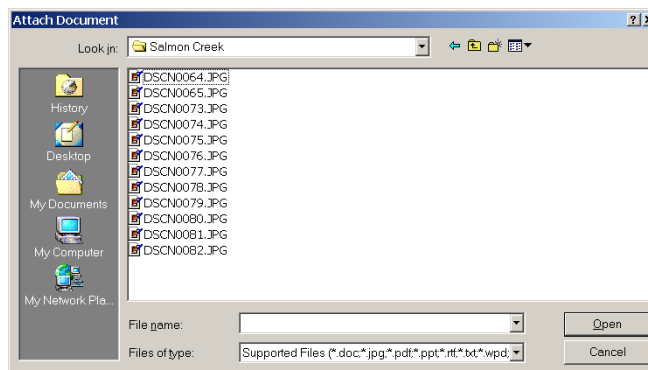 Attach Document
Look in: Salmon Creek
History
Desktop
My Documents
My Computer
My Network Pla...
DSCN0064.JPG
DSCN0065.JPG
DSCN0073.JPG
DSCN0074.JPG
DSCN0075.JPG
DSCN0076.JPG
DSCN0077.JPG
DSCN0078.JPG
DSCN0079.JPG
DSCN0080.JPG
DSCN0081.JPG
DSCN0082.JPG
File name:
Open
Files of type: Supported Files (*.doc;*.jpg;*.pdf;*.ppt;*.rtf;*.txt;*.wpd;
Cancel